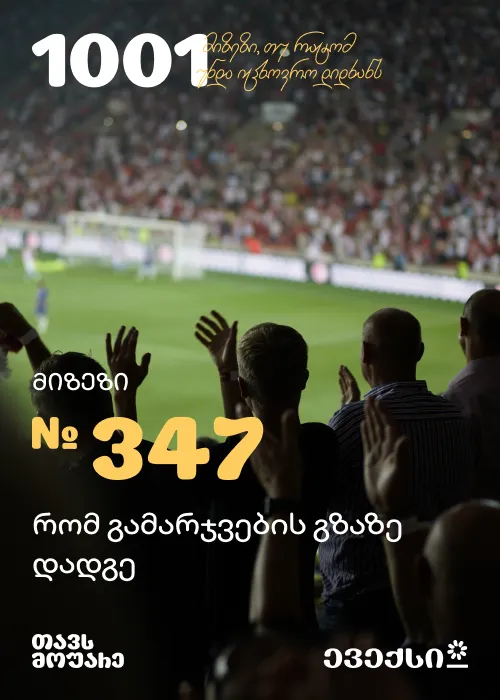 1001 მიზეზი, თუ რატომ
უნდა იცხოვრო დიდხანს
მიზეზი
№ 347
რომ გამარჯვების გზაზე
დადგე
თავს
მოუარე
ევექსი